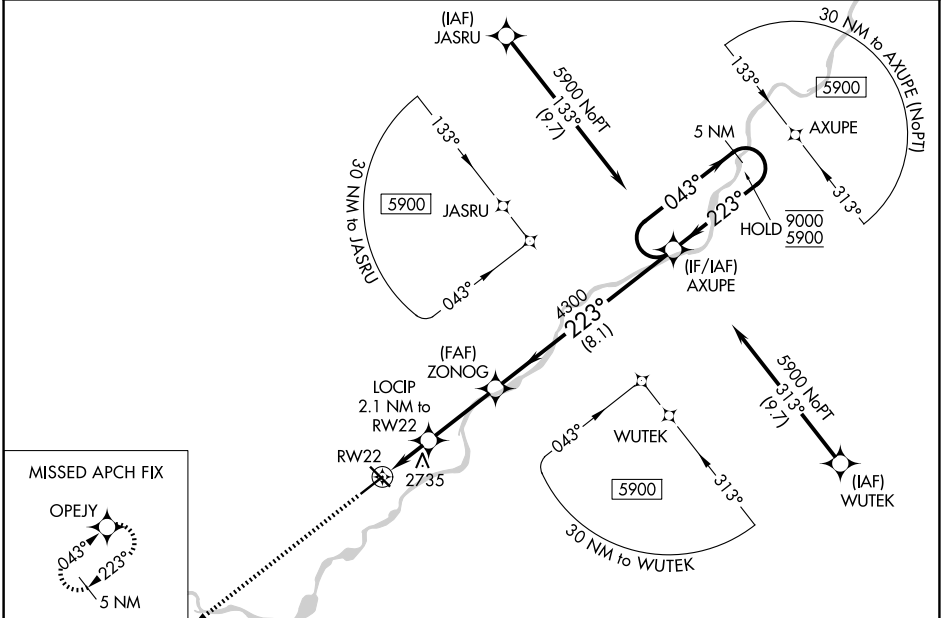 (IAF)
JASRU
5900 NoPT
133°
(9.7)
30 NM to AXUPE (NoPT)
133°
5900
AXUPE
313°
5 NM
043°
223°
HOLD
9000
5900
(IF/IAF)
AXUPE
133°
30 NM to JASRU
5900
JASRU
043°
4300
223°
(8.1)
(FAF)
ZONOG
LOCIP
2.1 NM to
RW22
RW22
2735
5900 NoPT
313°
(9.7)
(IAF)
WUTEK
043°
WUTEK
5900
313°
30 NM to WUTEK
MISSED APCH FIX
OPEJY
043°
223°
5 NM